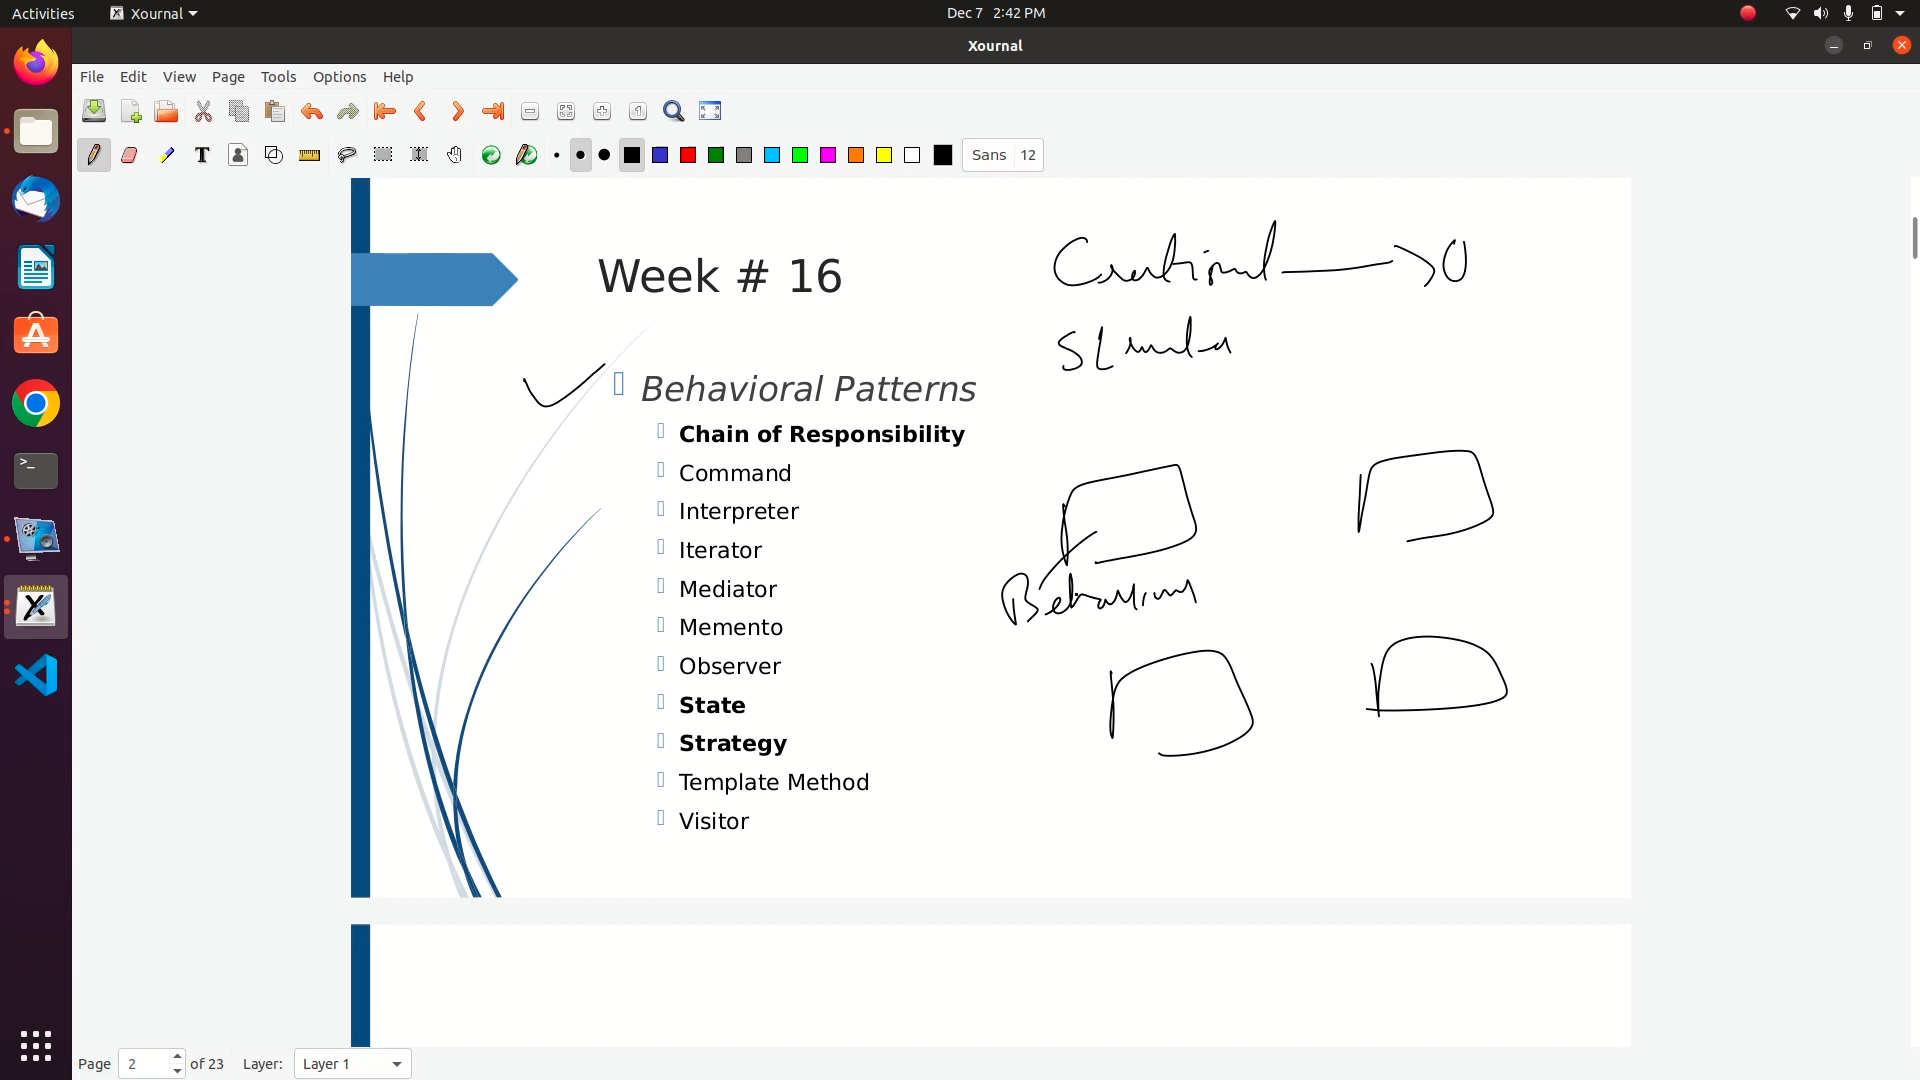 Activities Xournal Dec 7 2:42 PM
Xournal
File Edit View Page Tools Options Help
Sans 12
Week # 16
Creational 0
Behavioral Patterns
Chain of Responsibility
Command
Interpreter
Iterator
Mediator
Memento
Observer
State
Strategy
Template Method
Visitor
Page 2 of 23 Layer: Layer 1